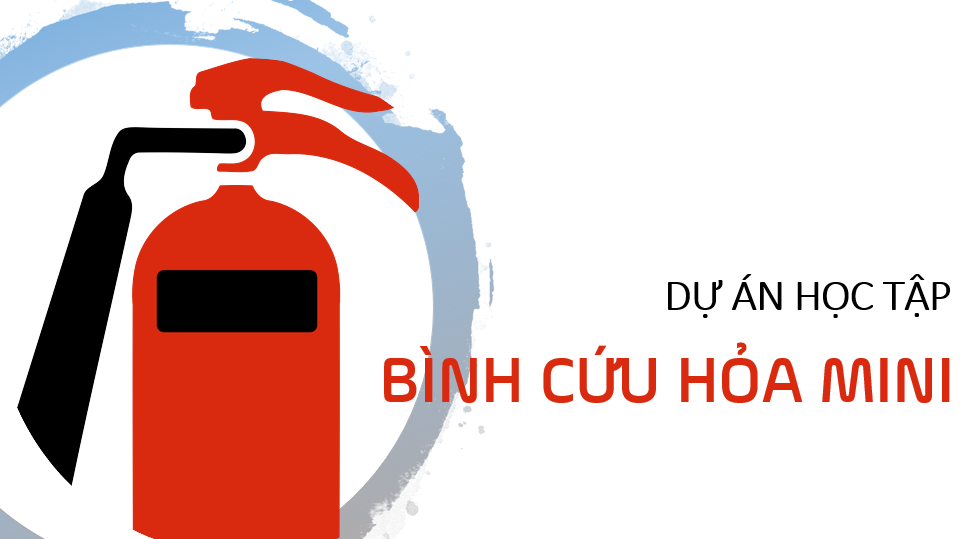 DỰ ÁN HỌC TẬP
BÌNH CỨU HỎA MINI